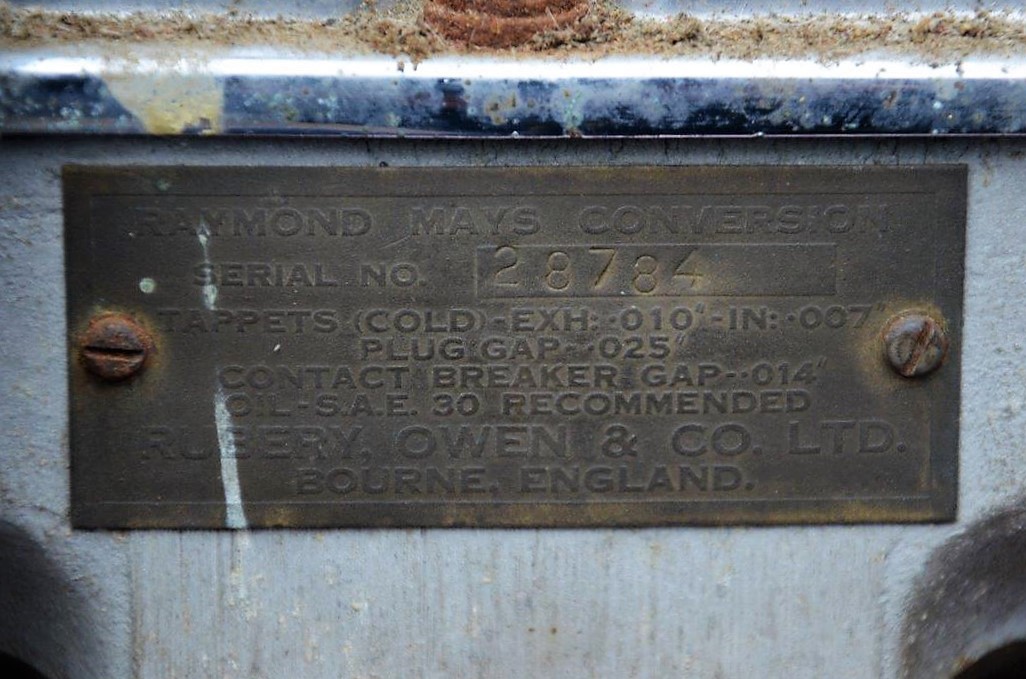 RAYMOND MAYS CONVERSION
SERIAL NO. 28784
TAPPETS (COLD)-EXH: ·010"-IN: ·007"
PLUG GAP-·025"
CONTACT BREAKER GAP-·014"
OIL-S.A.E. 30 RECOMMENDED
RUBERY, OWEN & CO. LTD.
BOURNE, ENGLAND.